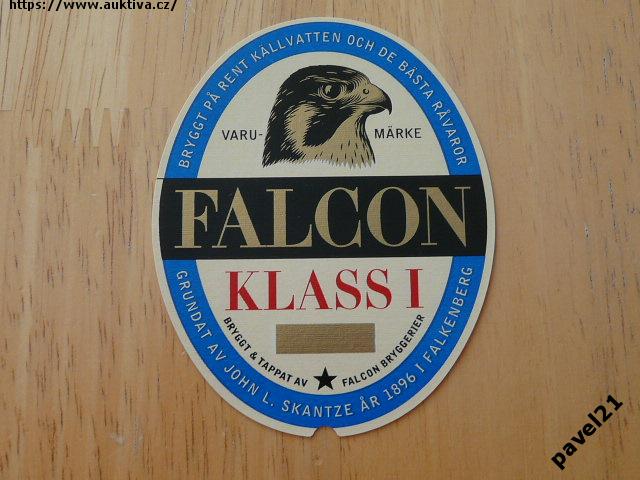 https://www.auktiva.cz/
BRYGGT PÅ RENT KÄLLVATTEN OCH DE BÄSTA RÅVAROR
VARU- MÄRKE
FALCON
KLASS I
BRYGGT & TAPPAT AV ★ FALCON BRYGGERIER
GRUNDAT AV JOHN L. SKANTZE ÅR 1896 I FALKENBERG
pavel21